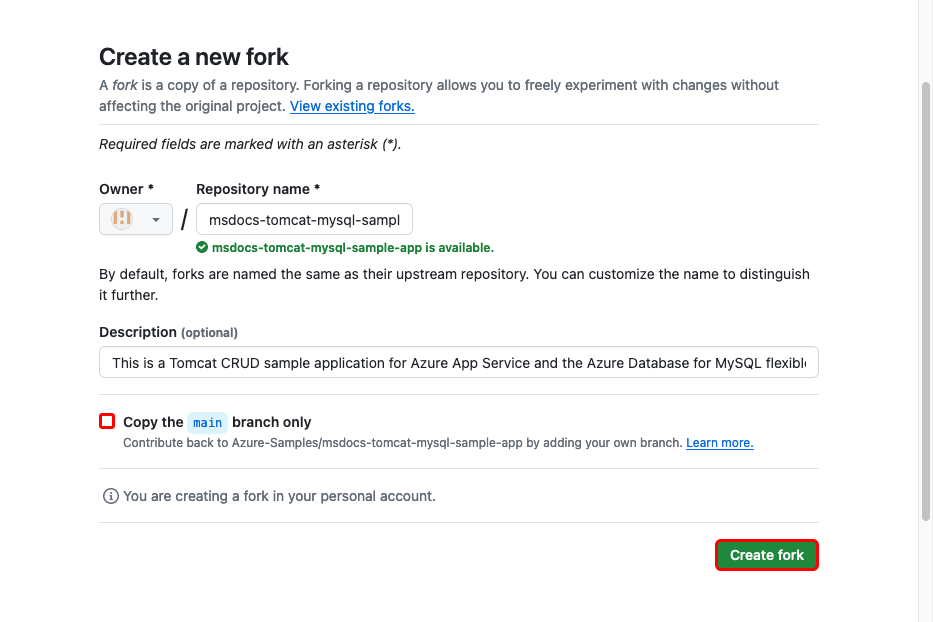 Create a new fork
A fork is a copy of a repository. Forking a repository allows you to freely experiment with changes without
affecting the original project. View existing forks.
Required fields are marked with an asterisk (*).
Owner *
Repository name *
/
msdocs-tomcat-mysql-sampl
msdocs-tomcat-mysql-sample-app is available.
By default, forks are named the same as their upstream repository. You can customize the name to distinguish
it further.
Description (optional)
This is a Tomcat CRUD sample application for Azure App Service and the Azure Database for MySQL flexible
Copy the main branch only
Contribute back to Azure-Samples/msdocs-tomcat-mysql-sample-app by adding your own branch. Learn more.
You are creating a fork in your personal account.
Create fork